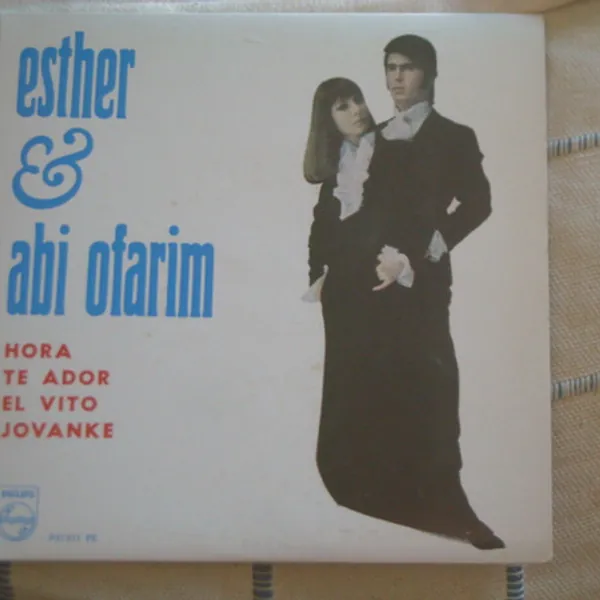 esther
&
abi ofarim
HORA
TE ADOR
EL VITO
JOVANKE
PHILIPS